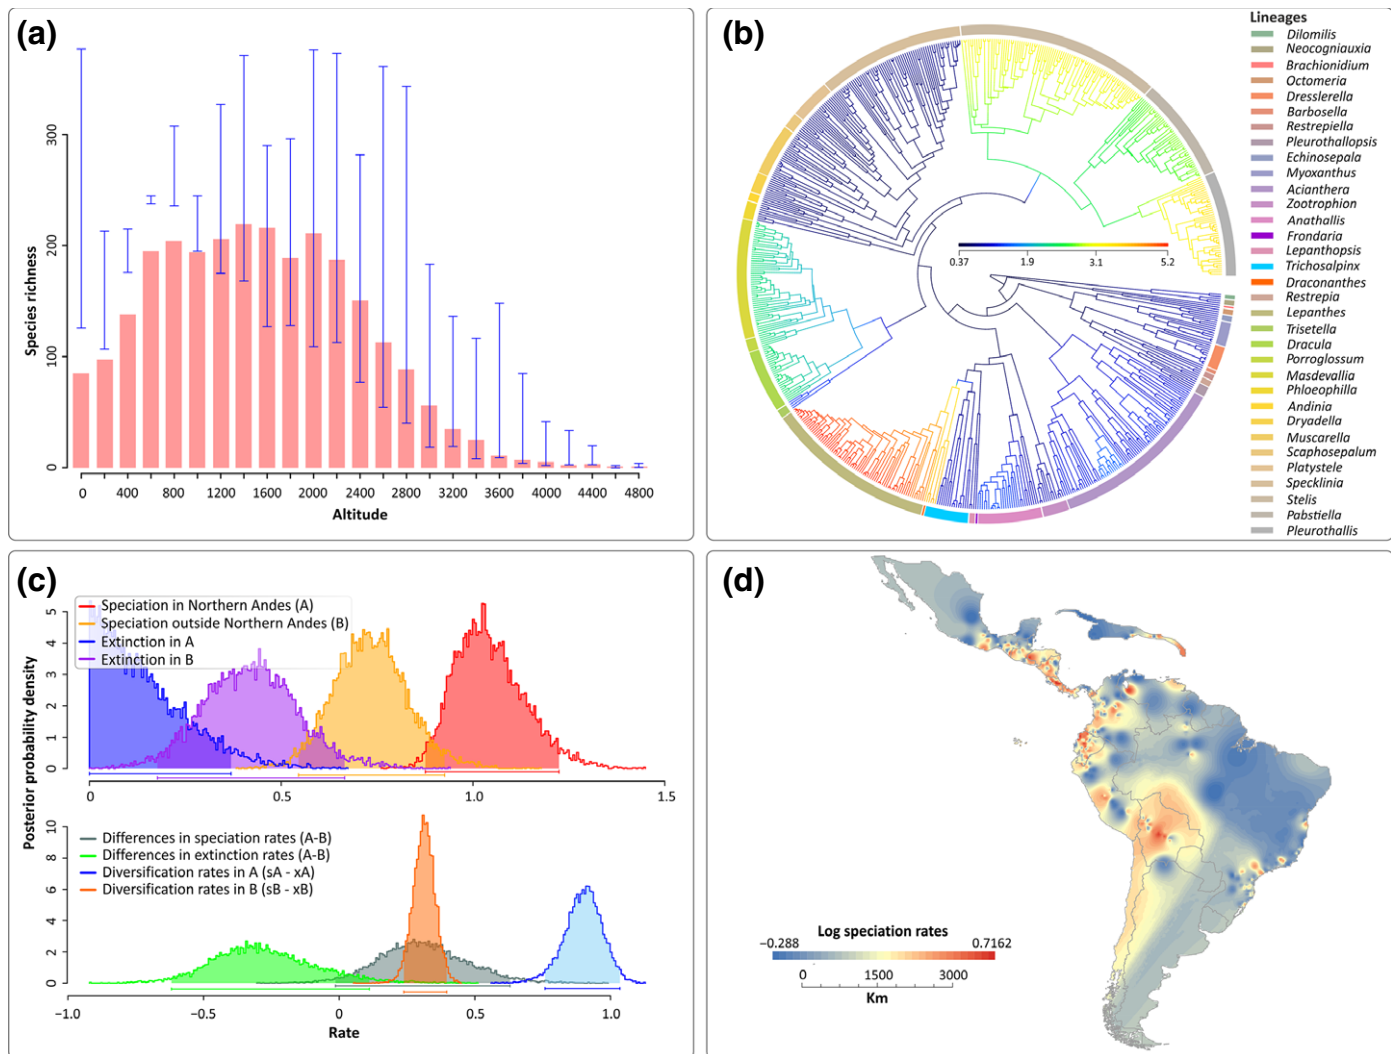 (a)
Species richness
300
200
100
0
0 400 800 1200 1600 2000 2400 2800 3200 3600 4000 4400 4800
Altitude
(b)
0.37 1.9 3.1 5.2
Lineages
Dilomilis
Neocogniauxia
Brachionidium
Octomeria
Dresslerella
Barbosella
Restrepiella
Pleurothallopsis
Echinosepala
Myoxanthus
Acianthera
Zootrophion
Anathallis
Frondaria
Lepanthopsis
Trichosalpinx
Draconanthes
Restrepia
Lepanthes
Trisetella
Dracula
Porroglossum
Masdevallia
Phloeophilla
Andinia
Dryadella
Muscarella
Scaphosepalum
Platystele
Specklinia
Stelis
Pabstiella
Pleurothallis
(c)
Posterior probability density
5
4
3
2
1
0
Speciation in Northern Andes (A)
Speciation outside Northern Andes (B)
Extinction in A
Extinction in B
0 0.5 1.0 1.5
10
8
6
4
2
0
Differences in speciation rates (A-B)
Differences in extinction rates (A-B)
Diversification rates in A (sA - xA)
Diversification rates in B (sB - xB)
−1.0 −0.5 0 0.5 1.0
Rate
(d)
Log speciation rates
−0.288 0.7162
0 1500 3000
Km